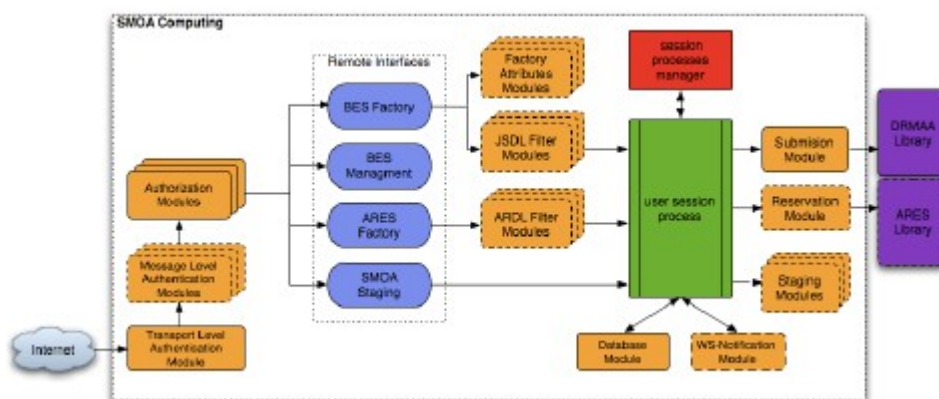 SMOA Computing
Remote Interfaces
session
processes
manager
Factory
Attributes
Modules
BES Factory
DRMAA
Library
JSDL Filter
Modules
Submision
Module
BES
Managment
Authorization
Modules
user session
process
Reservation
Module
ARES
Factory
ARDL Filter
Modules
ARES
Library
Message Level
Authentication
Modules
SMOA
Staging
Staging
Modules
Internet
Transport Level
Authentication
Module
Database
Module
WS-Notification
Module